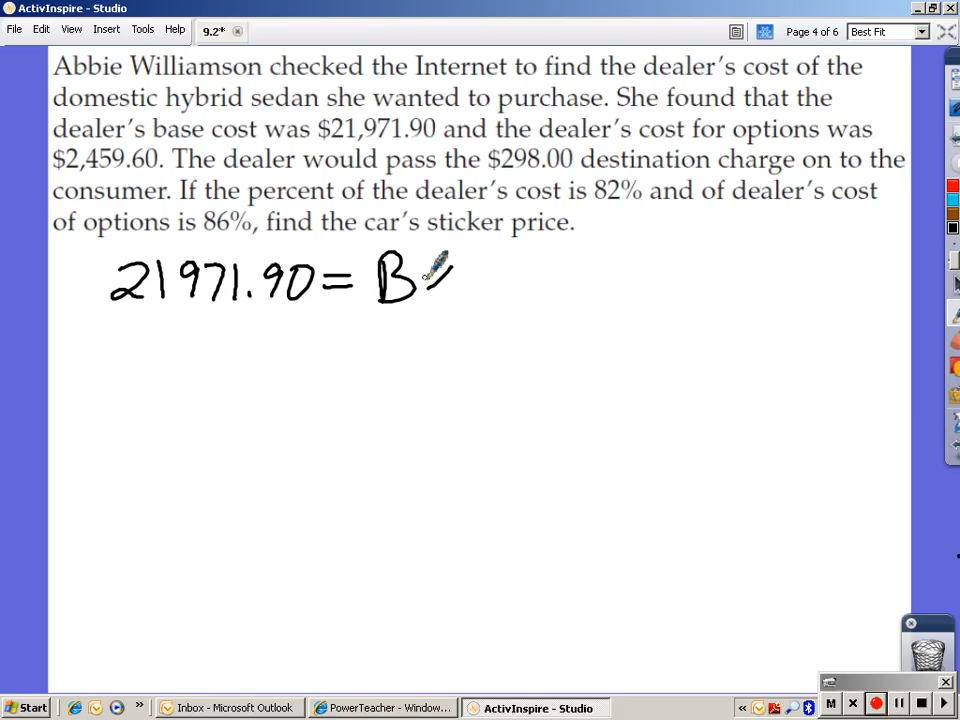 ActivInspire - Studio
File Edit View Insert Tools Help
9.2*
Page 4 of 6
Best Fit
Abbie Williamson checked the Internet to find the dealer's cost of the
domestic hybrid sedan she wanted to purchase. She found that the
dealer's base cost was $21,971.90 and the dealer's cost for options was
$2,459.60. The dealer would pass the $298.00 destination charge on to the
consumer. If the percent of the dealer's cost is 82% and of dealer's cost
of options is 86%, find the car's sticker price.
21971.90 = B
M
Start
Inbox - Microsoft Outlook
PowerTeacher - Window...
ActivInspire - Studio